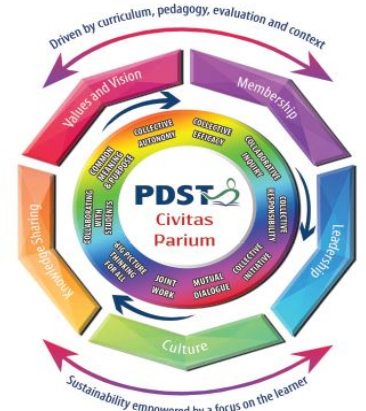 Driven by curriculum, pedagogy, evaluation and context
Values and Vision
Membership
Leadership
Culture
Knowledge Sharing
COLLECTIVE
AUTONOMY
COLLECTIVE
EFFICACY
COLLABORATIVE
INQUIRY
COLLECTIVE
RESPONSIBILITY
COLLECTIVE
INITIATIVE
MUTUAL
DIALOGUE
JOINT
WORK
BIG PICTURE
THINKING
FOR ALL
COLLABORATING
WITH
STUDENTS
COMMON
MEANING
& PURPOSE
PDST
Civitas
Parium
Sustainability empowered by a focus on the learner